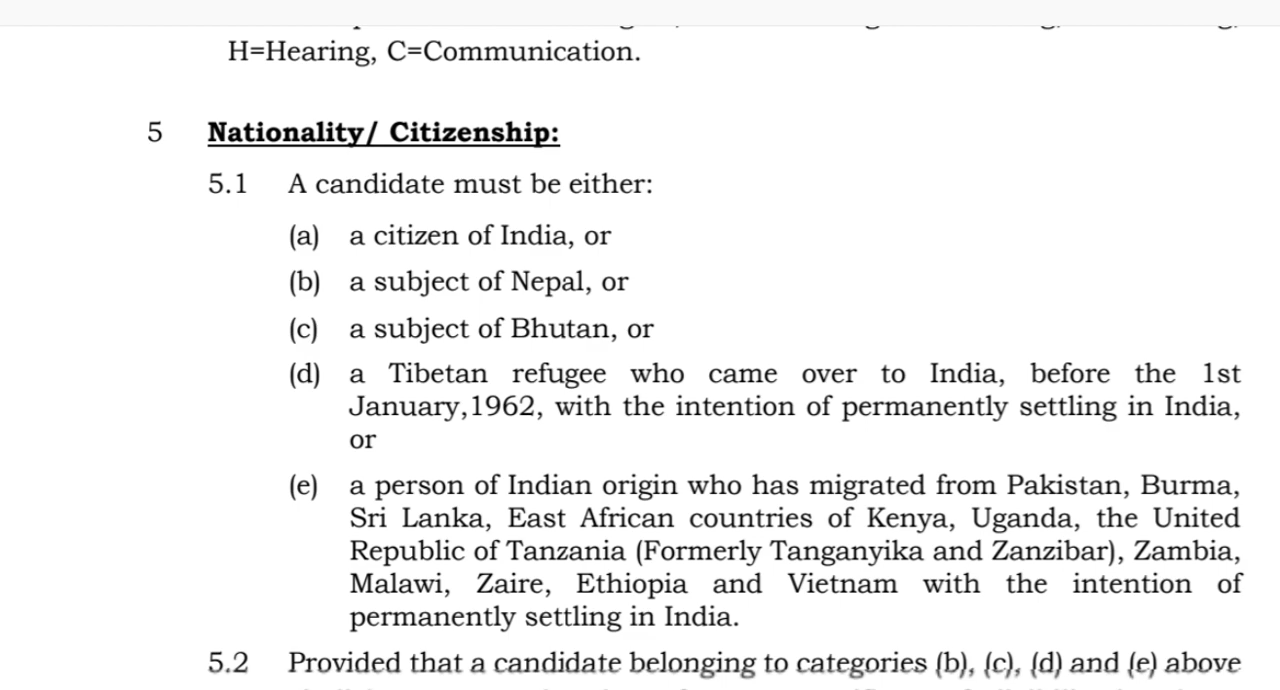 H=Hearing, C=Communication.
5 Nationality/ Citizenship:
5.1 A candidate must be either:
(a) a citizen of India, or
(b) a subject of Nepal, or
(c) a subject of Bhutan, or
(d) a Tibetan refugee who came over to India, before the 1st
January,1962, with the intention of permanently settling in India,
or
(e) a person of Indian origin who has migrated from Pakistan, Burma,
Sri Lanka, East African countries of Kenya, Uganda, the United
Republic of Tanzania (Formerly Tanganyika and Zanzibar), Zambia,
Malawi, Zaire, Ethiopia and Vietnam with the intention of
permanently settling in India.
5.2 Provided that a candidate belonging to categories (b), (c), (d) and (e) above